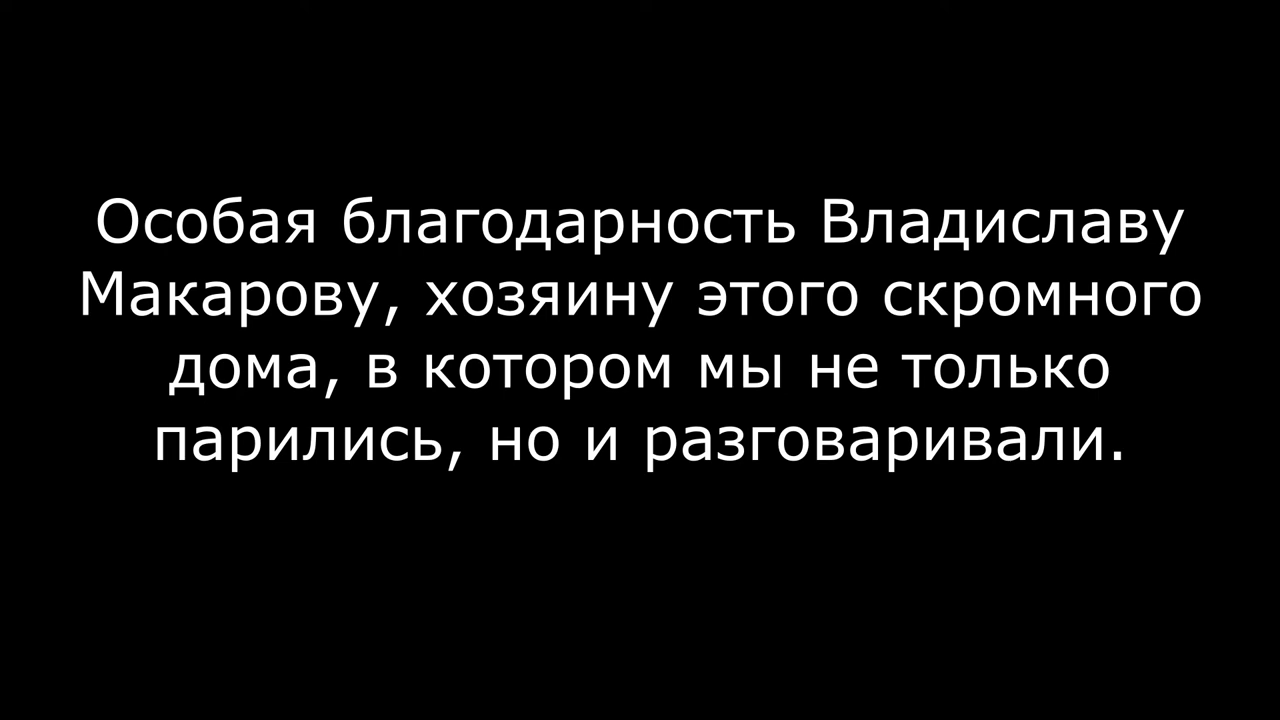 Особая благодарность Владиславу
Макарову, хозяину этого скромного
дома, в котором мы не только
парились, но и разговаривали.